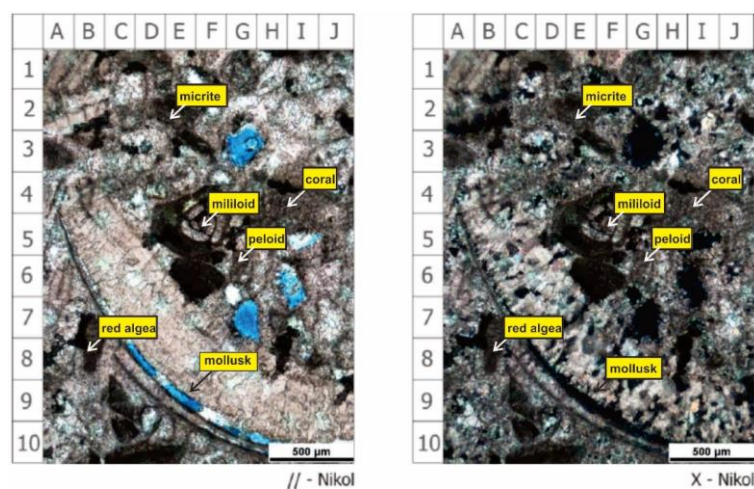 A B C D E F G H I J
1
2
3
4
5
6
7
8
9
10
micrite
coral
mililoid
peloid
red algea
mollusk
500 µm
// - Nikol
A B C D E F G H I J
1
2
3
4
5
6
7
8
9
10
micrite
coral
mililoid
peloid
red algea
mollusk
500 µm
X - Nikol